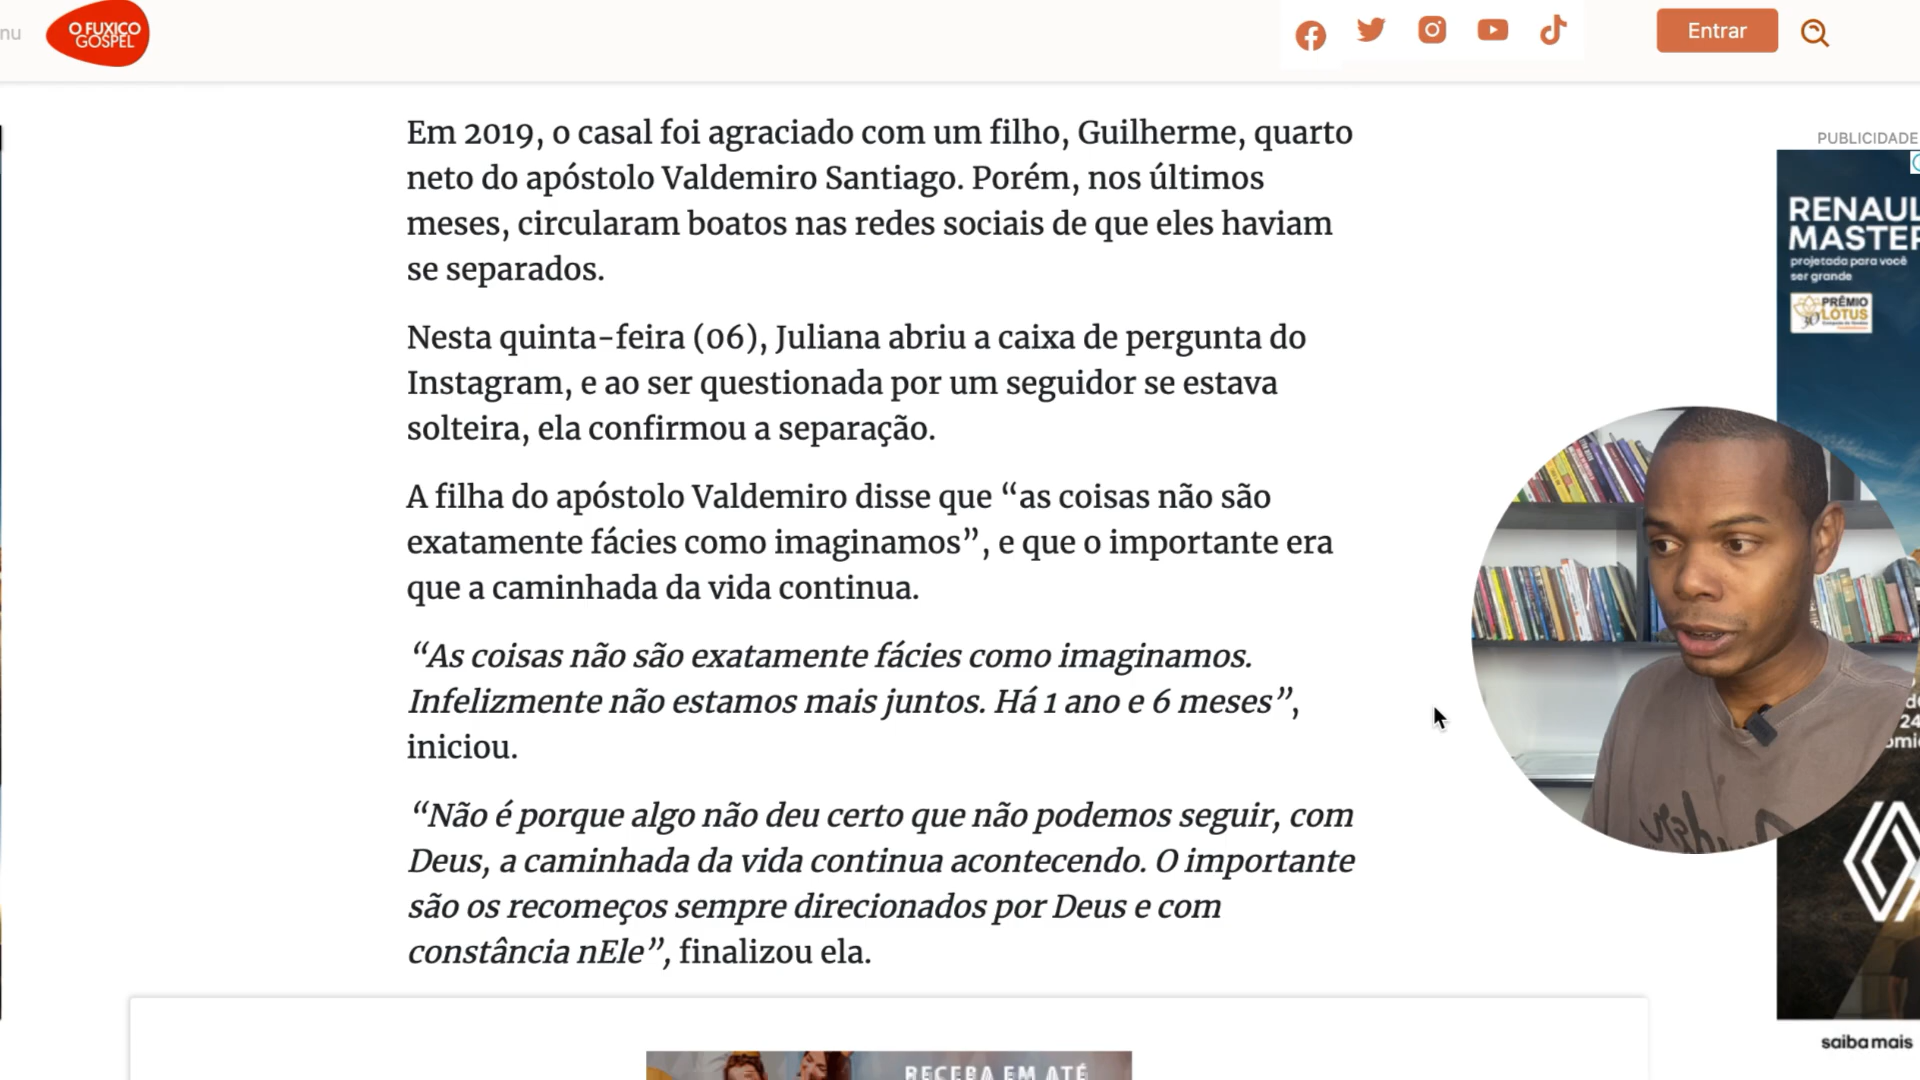 nu
O FUXICO
GOSPEL
Entrar
Em 2019, o casal foi agraciado com um filho, Guilherme, quarto
neto do apóstolo Valdemiro Santiago. Porém, nos últimos
meses, circularam boatos nas redes sociais de que eles haviam
se separados.
Nesta quinta-feira (06), Juliana abriu a caixa de pergunta do
Instagram, e ao ser questionada por um seguidor se estava
solteira, ela confirmou a separação.
A filha do apóstolo Valdemiro disse que “as coisas não são
exatamente fácies como imaginamos”, e que o importante era
que a caminhada da vida continua.
“As coisas não são exatamente fácies como imaginamos.
Infelizmente não estamos mais juntos. Há 1 ano e 6 meses”,
iniciou.
“Não é porque algo não deu certo que não podemos seguir, com
Deus, a caminhada da vida continua acontecendo. O importante
são os recomeços sempre direcionados por Deus e com
constância nEle”, finalizou ela.
RECEBA EM ATÉ
PUBLICIDADE
RENAUL
MASTER
projetada para você
ser grande
PRÊMIO
LÓTUS
30
24
saiba mais